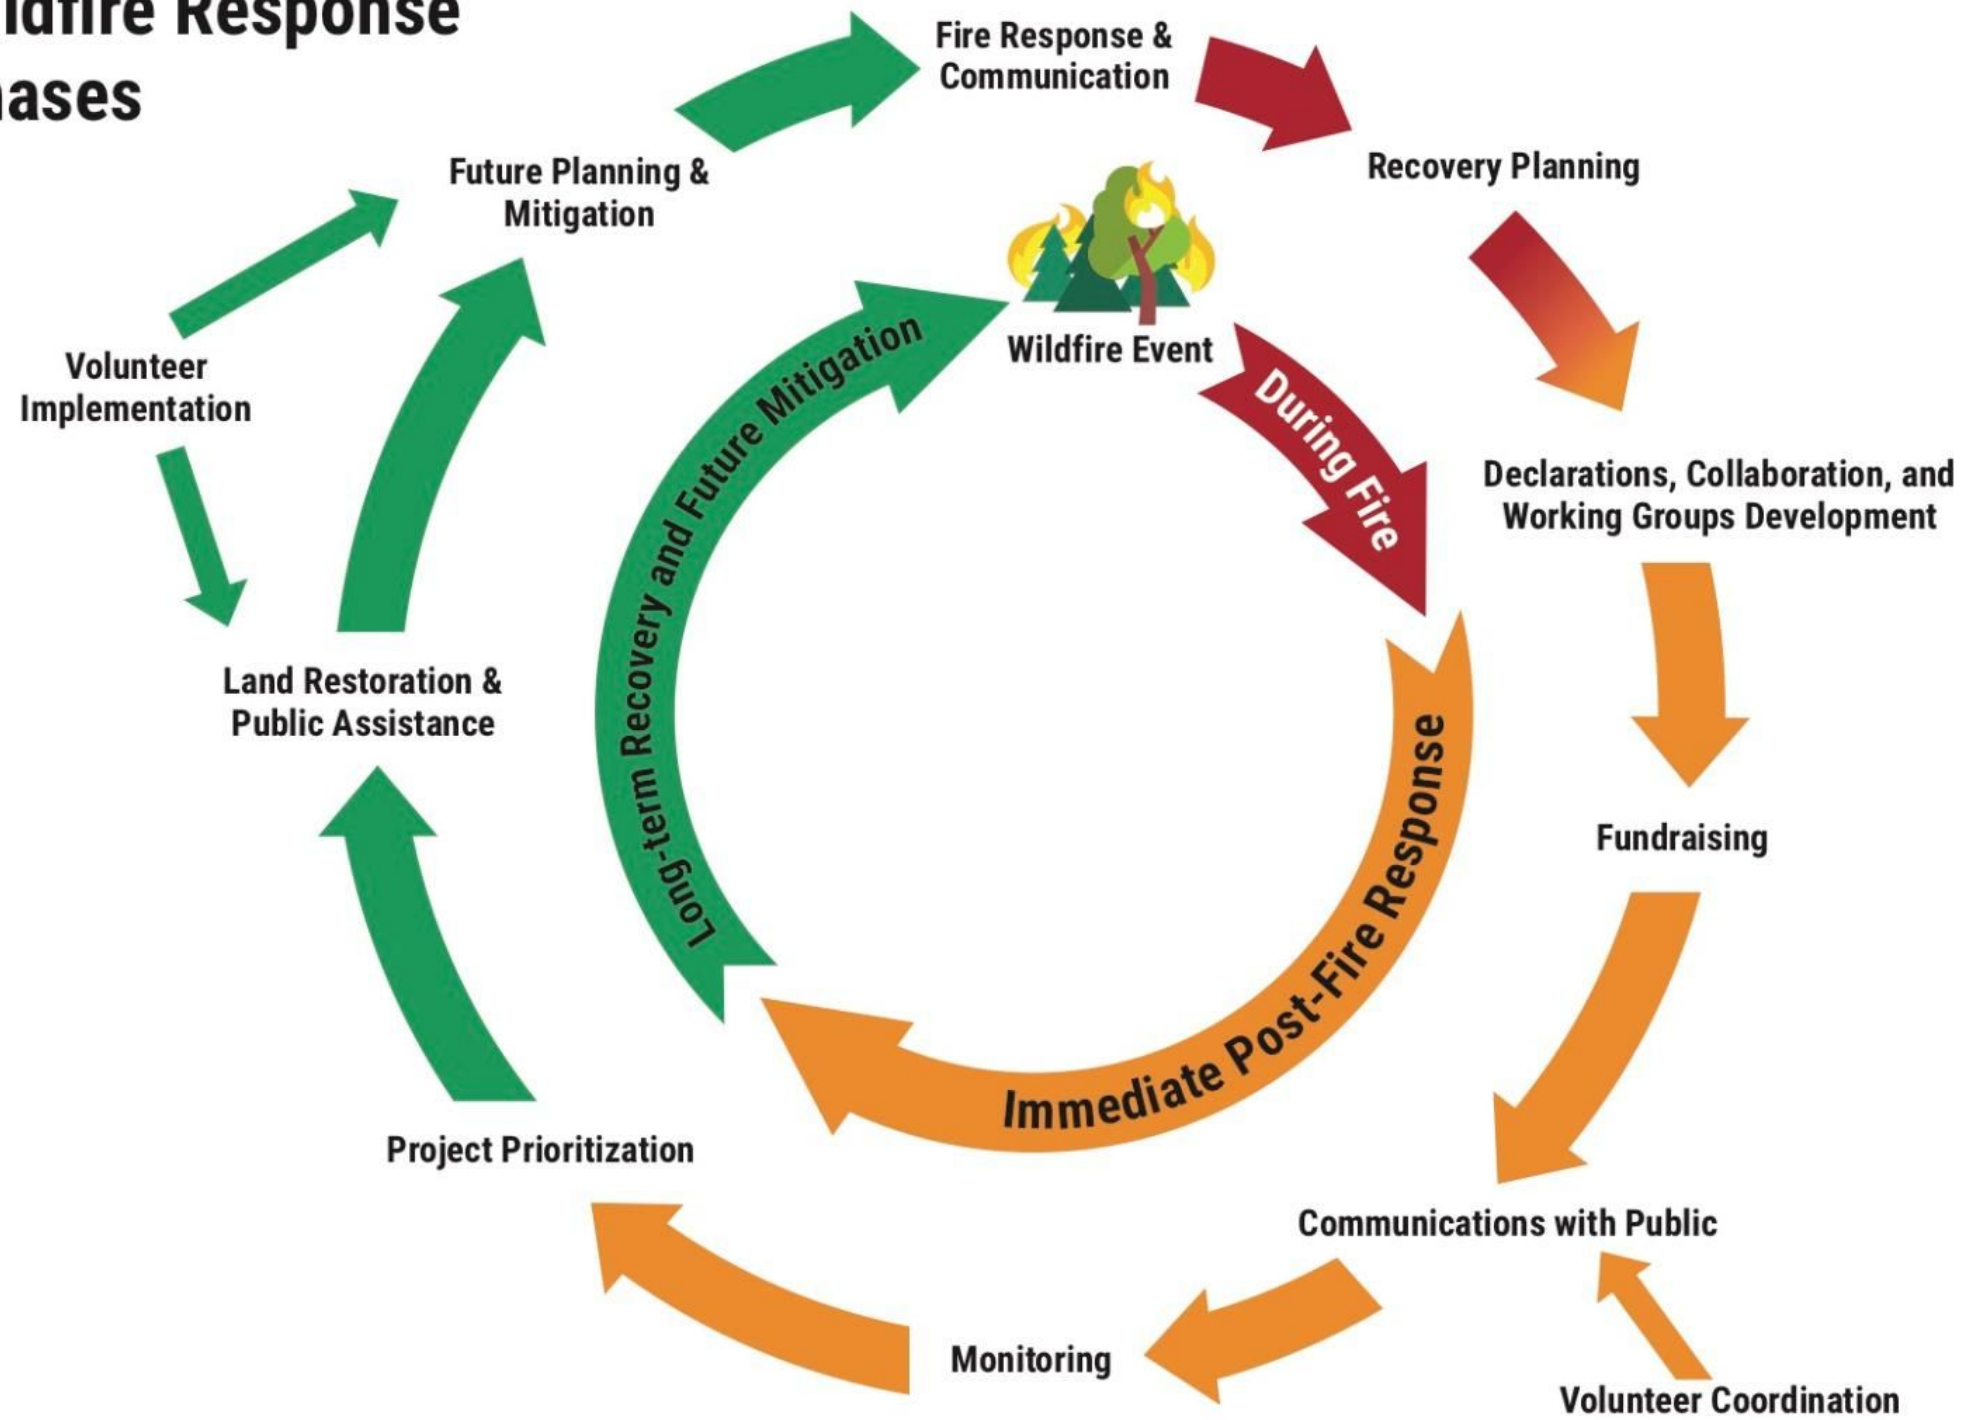 ldfire Response
ases
Fire Response &
Communication
Recovery Planning
Future Planning &
Mitigation
Wildfire Event
During Fire
Volunteer
Implementation
Long-term Recovery and Future Mitigation
Declarations, Collaboration, and
Working Groups Development
Land Restoration &
Public Assistance
Immediate Post-Fire Response
Fundraising
Project Prioritization
Communications with Public
Monitoring
Volunteer Coordination